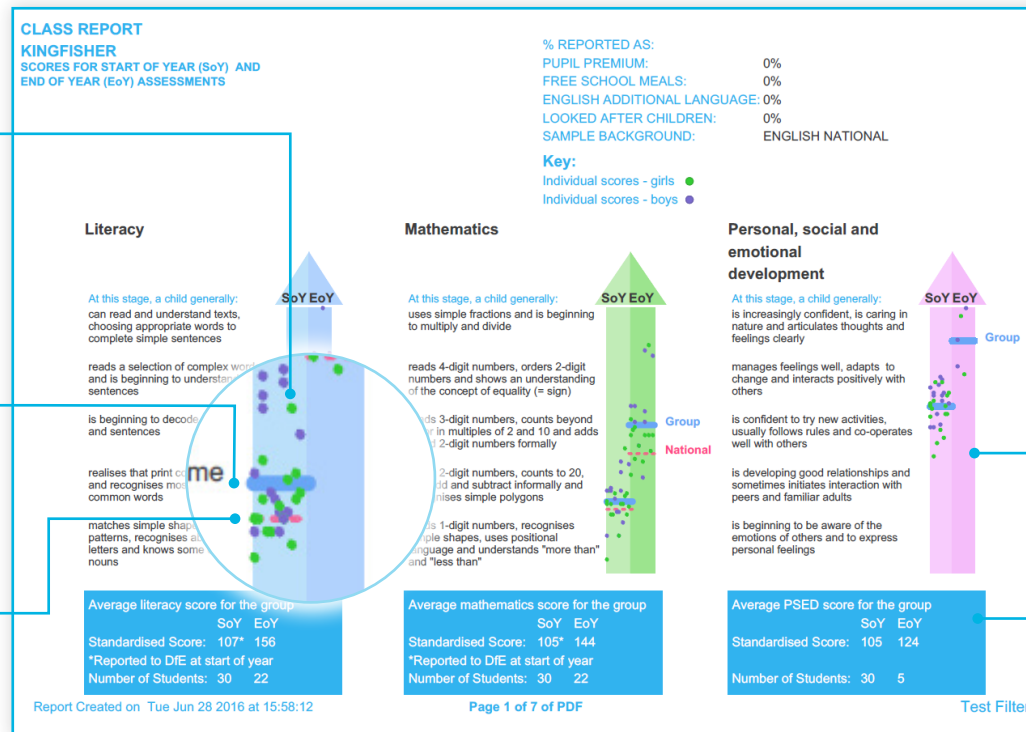 CLASS REPORT
KINGFISHER
SCORES FOR START OF YEAR (SoY) AND
END OF YEAR (EoY) ASSESSMENTS
% REPORTED AS:
PUPIL PREMIUM: 0%
FREE SCHOOL MEALS: 0%
ENGLISH ADDITIONAL LANGUAGE: 0%
LOOKED AFTER CHILDREN: 0%
SAMPLE BACKGROUND: ENGLISH NATIONAL
Key:
Individual scores - girls
Individual scores - boys
Literacy
At this stage, a child generally:
SoY EoY
can read and understand texts,
choosing appropriate words to
complete simple sentences
reads a selection of complex
and is beginning to
sentences
is beginning to decode
and sentences
realises that print
and recognises
common words
matches simple
patterns, recognises
letters and knows some
nouns
me
Average literacy score for the group
SoY EoY
Standardised Score: 107* 156
*Reported to DfE at start of year
Number of Students: 30 22
Mathematics
At this stage, a child generally:
SoY EoY
uses simple fractions and is beginning
to multiply and divide
reads 4-digit numbers, orders 2-digit
numbers and shows an understanding
of the concept of equality (= sign)
3-digit numbers, counts beyond
in multiples of 2 and 10 and adds
2-digit numbers formally
2-digit numbers, counts to 20,
and subtract informally and
simple polygons
1-digit numbers, recognises
shapes, uses positional
language and understands "more than"
and "less than"
Group
National
Average mathematics score for the group
SoY EoY
Standardised Score: 105* 144
*Reported to DfE at start of year
Number of Students: 30 22
Personal, social and
emotional
development
At this stage, a child generally:
SoY EoY
is increasingly confident, is caring in
nature and articulates thoughts and
feelings clearly
manages feelings well, adapts to
change and interacts positively with
others
is confident to try new activities,
usually follows rules and co-operates
well with others
is developing good relationships and
sometimes initiates interaction with
peers and familiar adults
is beginning to be aware of the
emotions of others and to express
personal feelings
Group
Average PSED score for the group
SoY EoY
Standardised Score: 105 124
Number of Students: 30 5
Report Created on Tue Jun 28 2016 at 15:58:12
Page 1 of 7 of PDF
Test Filter